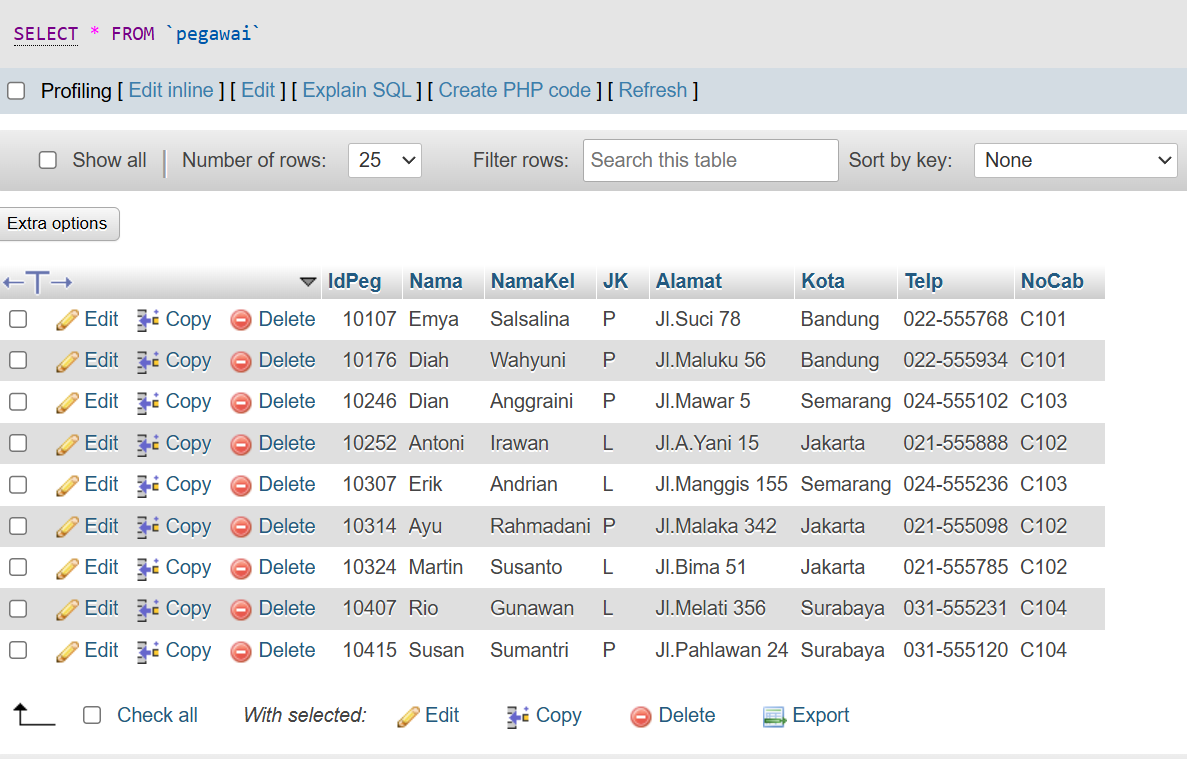 SELECT * FROM `pegawai`
Profiling [ Edit inline ] [ Edit ] [ Explain SQL ] [ Create PHP code ] [ Refresh ]
Show all Number of rows: 25 Filter rows: Search this table Sort by key: None
Extra options
←T→ IdPeg Nama NamaKel JK Alamat Kota Telp NoCab
Edit Copy Delete 10107 Emya Salsalina P Jl.Suci 78 Bandung 022-555768 C101
Edit Copy Delete 10176 Diah Wahyuni P Jl.Maluku 56 Bandung 022-555934 C101
Edit Copy Delete 10246 Dian Anggraini P Jl.Mawar 5 Semarang 024-555102 C103
Edit Copy Delete 10252 Antoni Irawan L Jl.A.Yani 15 Jakarta 021-555888 C102
Edit Copy Delete 10307 Erik Andrian L Jl.Manggis 155 Semarang 024-555236 C103
Edit Copy Delete 10314 Ayu Rahmadani P Jl.Malaka 342 Jakarta 021-555098 C102
Edit Copy Delete 10324 Martin Susanto L Jl.Bima 51 Jakarta 021-555785 C102
Edit Copy Delete 10407 Rio Gunawan L Jl.Melati 356 Surabaya 031-555231 C104
Edit Copy Delete 10415 Susan Sumantri P Jl.Pahlawan 24 Surabaya 031-555120 C104
Check all With selected: Edit Copy Delete Export